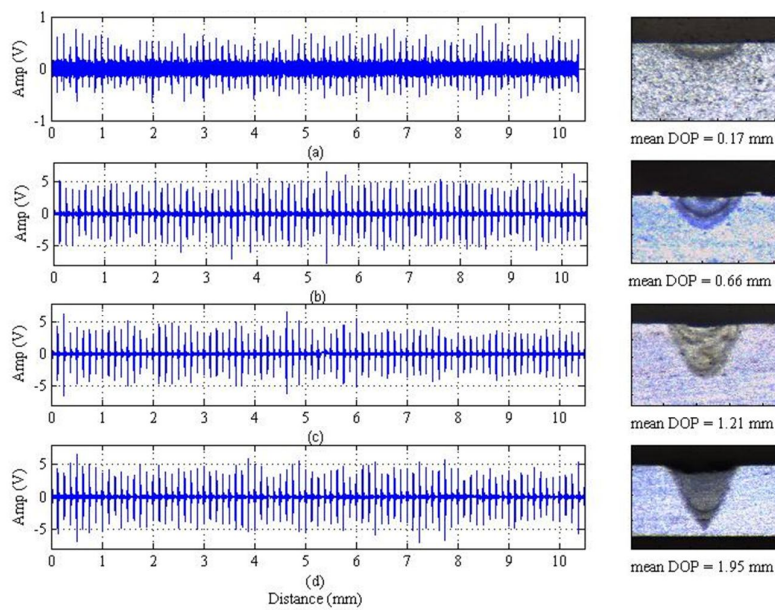 1
0
-1
Amp (V)
0 1 2 3 4 5 6 7 8 9 10
(a)
mean DOP = 0.17 mm
5
0
-5
Amp (V)
0 1 2 3 4 5 6 7 8 9 10
(b)
mean DOP = 0.66 mm
5
0
-5
Amp (V)
0 1 2 3 4 5 6 7 8 9 10
(c)
mean DOP = 1.21 mm
5
0
-5
Amp (V)
0 1 2 3 4 5 6 7 8 9 10
(d)
Distance (mm)
mean DOP = 1.95 mm